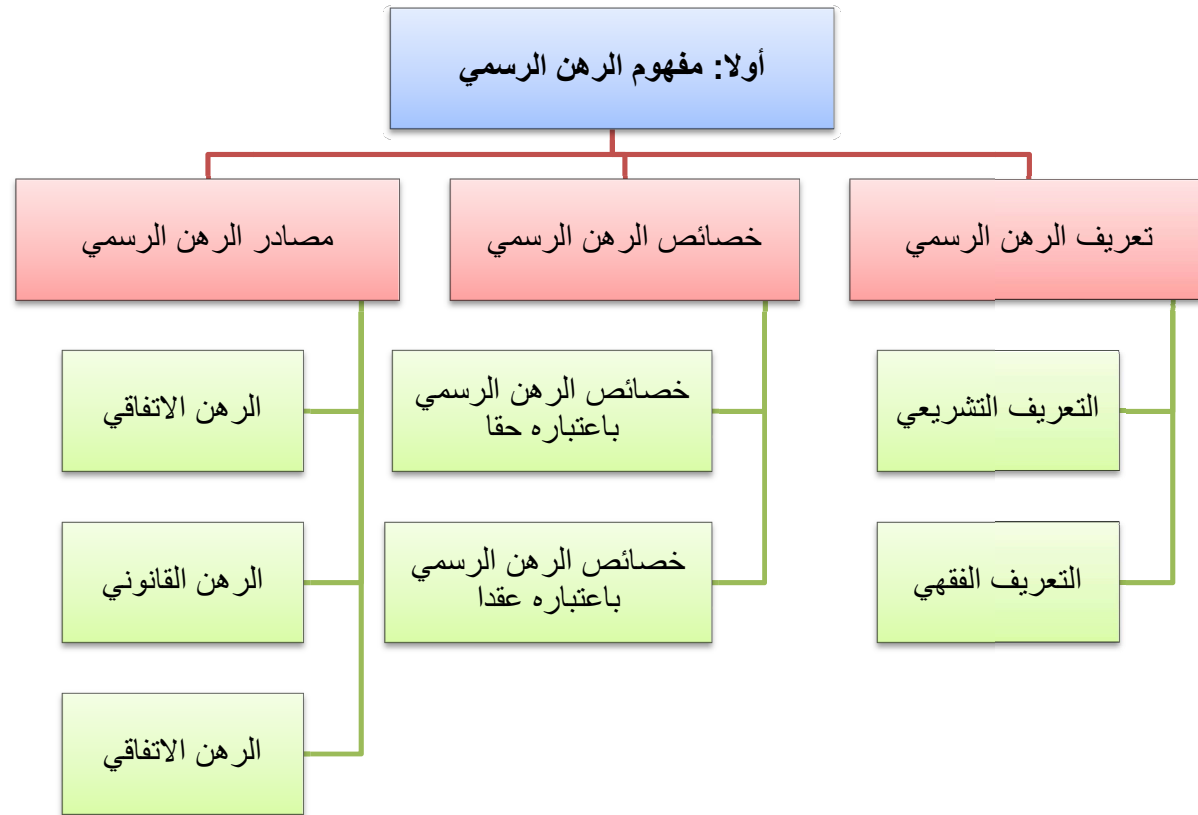 أولا: مفهوم الرهن الرسمي
تعريف الرهن الرسمي
خصائص الرهن الرسمي
مصادر الرهن الرسمي
التعريف التشريعي
خصائص الرهن الرسمي
باعتباره حقا
الرهن الاتفاقي
التعريف الفقهي
خصائص الرهن الرسمي
باعتباره عقدا
الرهن القانوني
الرهن الاتفاقي